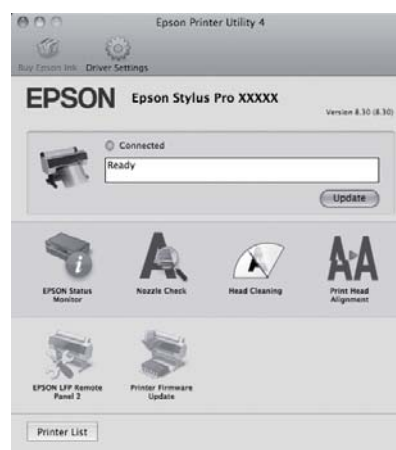 Epson Printer Utility 4
Buy Epson Ink Driver Settings
EPSON Epson Stylus Pro XXXXX
Version 8.30 (8.30)
Connected
Ready
Update
EPSON Status
Monitor
Nozzle Check
Head Cleaning
Print Head
Alignment
EPSON LFP Remote
Panel 2
Printer Firmware
Update
Printer List